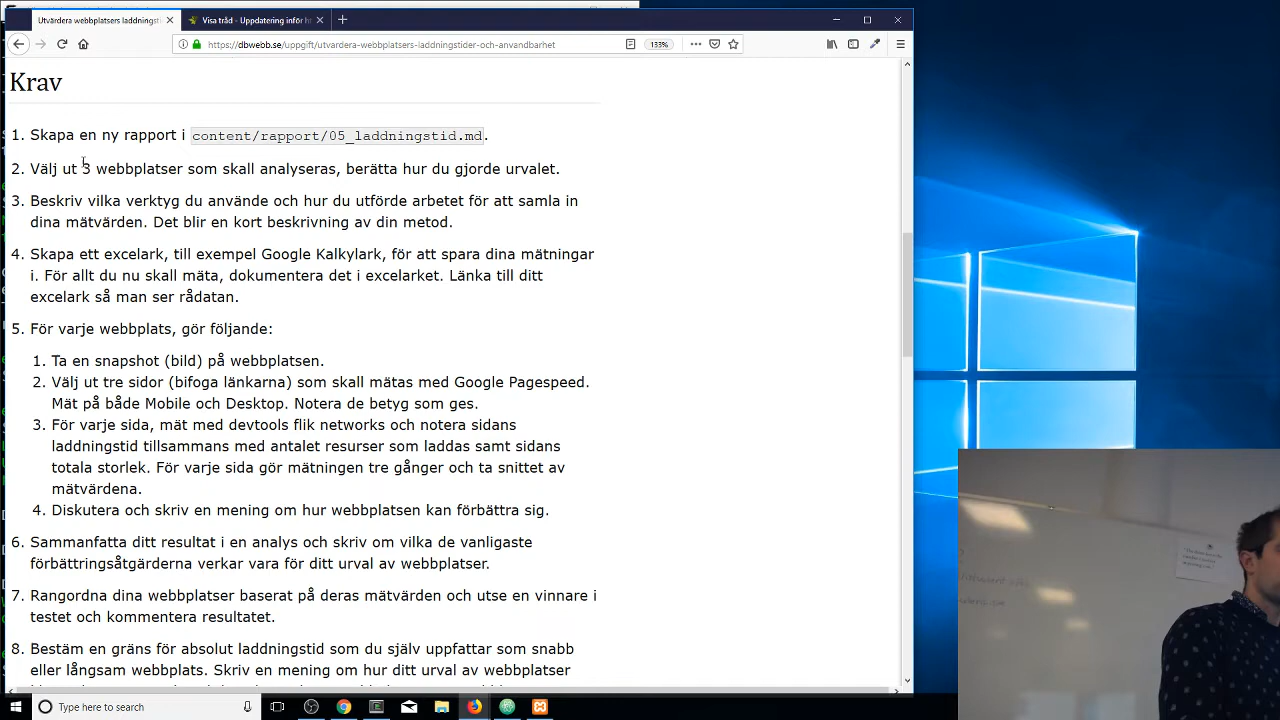 Utvärdera webbplatsers laddningsti
Visa tråd - Uppdatering inför h
https://dbwebb.se/uppgift/utvardera-webbplatsers-laddningstider-och-anvandbarhet
133%
Krav
1. Skapa en ny rapport i content/rapport/05_laddningstid.md.
2. Välj ut 3 webbplatser som skall analyseras, berätta hur du gjorde urvalet.
3. Beskriv vilka verktyg du använde och hur du utförde arbetet för att samla in
dina mätvärden. Det blir en kort beskrivning av din metod.
4. Skapa ett excelark, till exempel Google Kalkylark, för att spara dina mätningar
i. För allt du nu skall mäta, dokumentera det i excelarket. Länka till ditt
excelark så man ser rådatan.
5. För varje webbplats, gör följande:
1. Ta en snapshot (bild) på webbplatsen.
2. Välj ut tre sidor (bifoga länkarna) som skall mätas med Google Pagespeed.
Mät på både Mobile och Desktop. Notera de betyg som ges.
3. För varje sida, mät med devtools flik networks och notera sidans
laddningstid tillsammans med antalet resurser som laddas samt sidans
totala storlek. För varje sida gör mätningen tre gånger och ta snittet av
mätvärdena.
4. Diskutera och skriv en mening om hur webbplatsen kan förbättra sig.
6. Sammanfatta ditt resultat i en analys och skriv om vilka de vanligaste
förbättringsåtgärderna verkar vara för ditt urval av webbplatser.
7. Rangordna dina webbplatser baserat på deras mätvärden och utse en vinnare i
testet och kommentera resultatet.
8. Bestäm en gräns för absolut laddningstid som du själv uppfattar som snabb
eller långsam webbplats. Skriv en mening om hur ditt urval av webbplatser
Type here to search